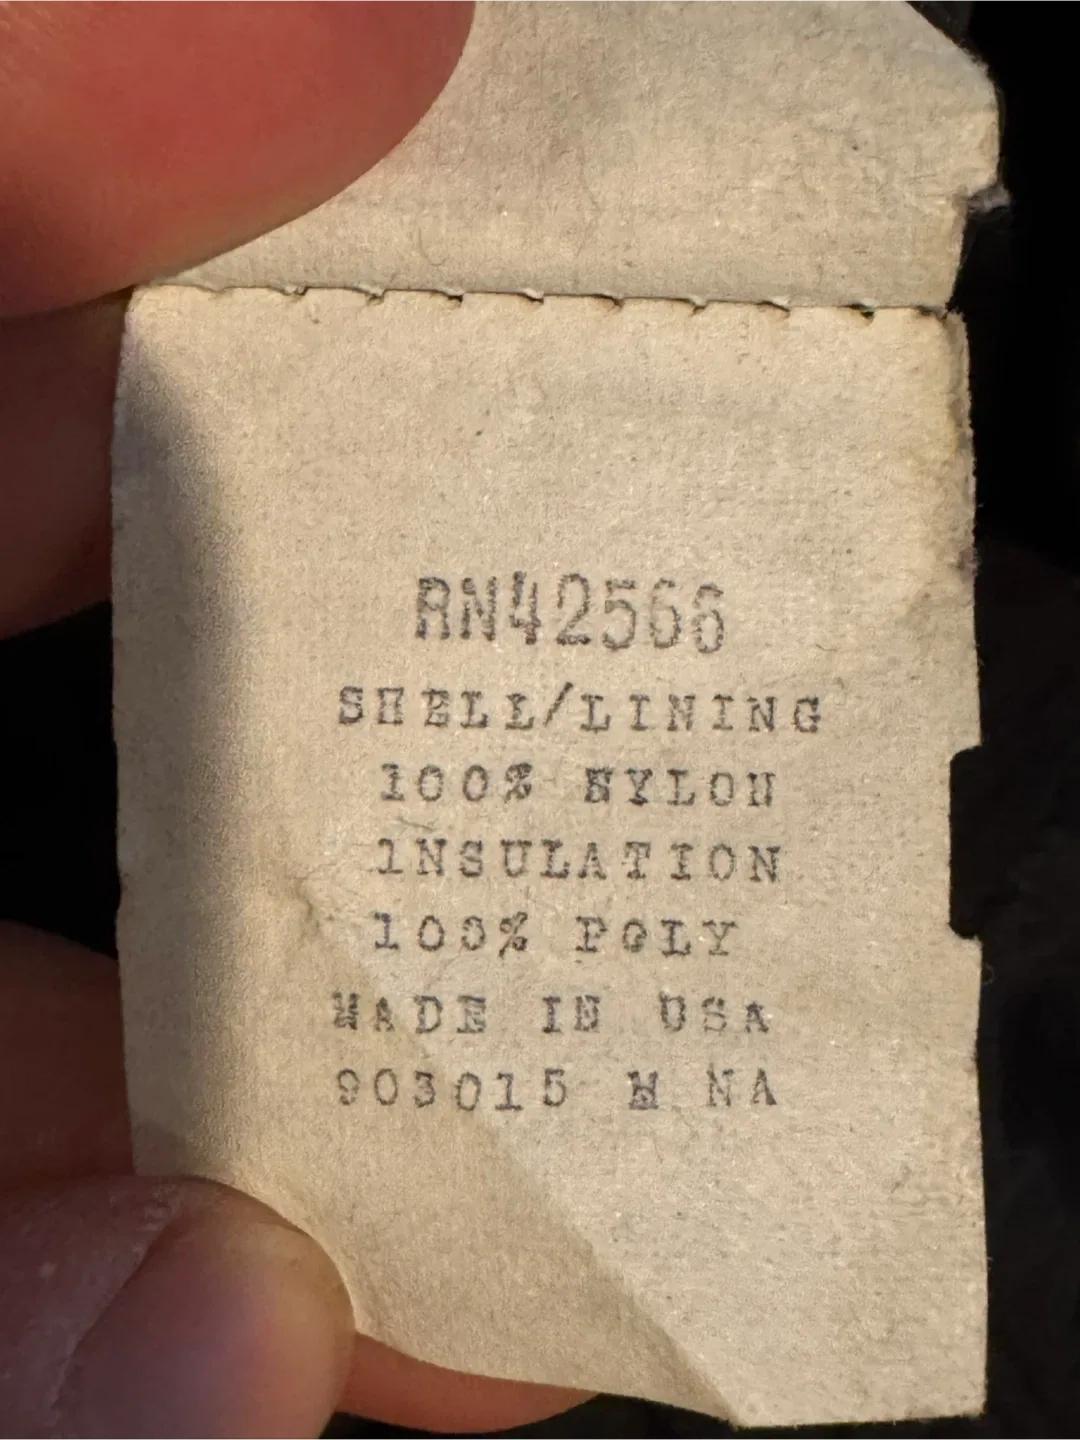 RN42566
SHELL/LINING
100% NYLON
INSULATION
100% POLY
MADE IN USA
903015 M NA